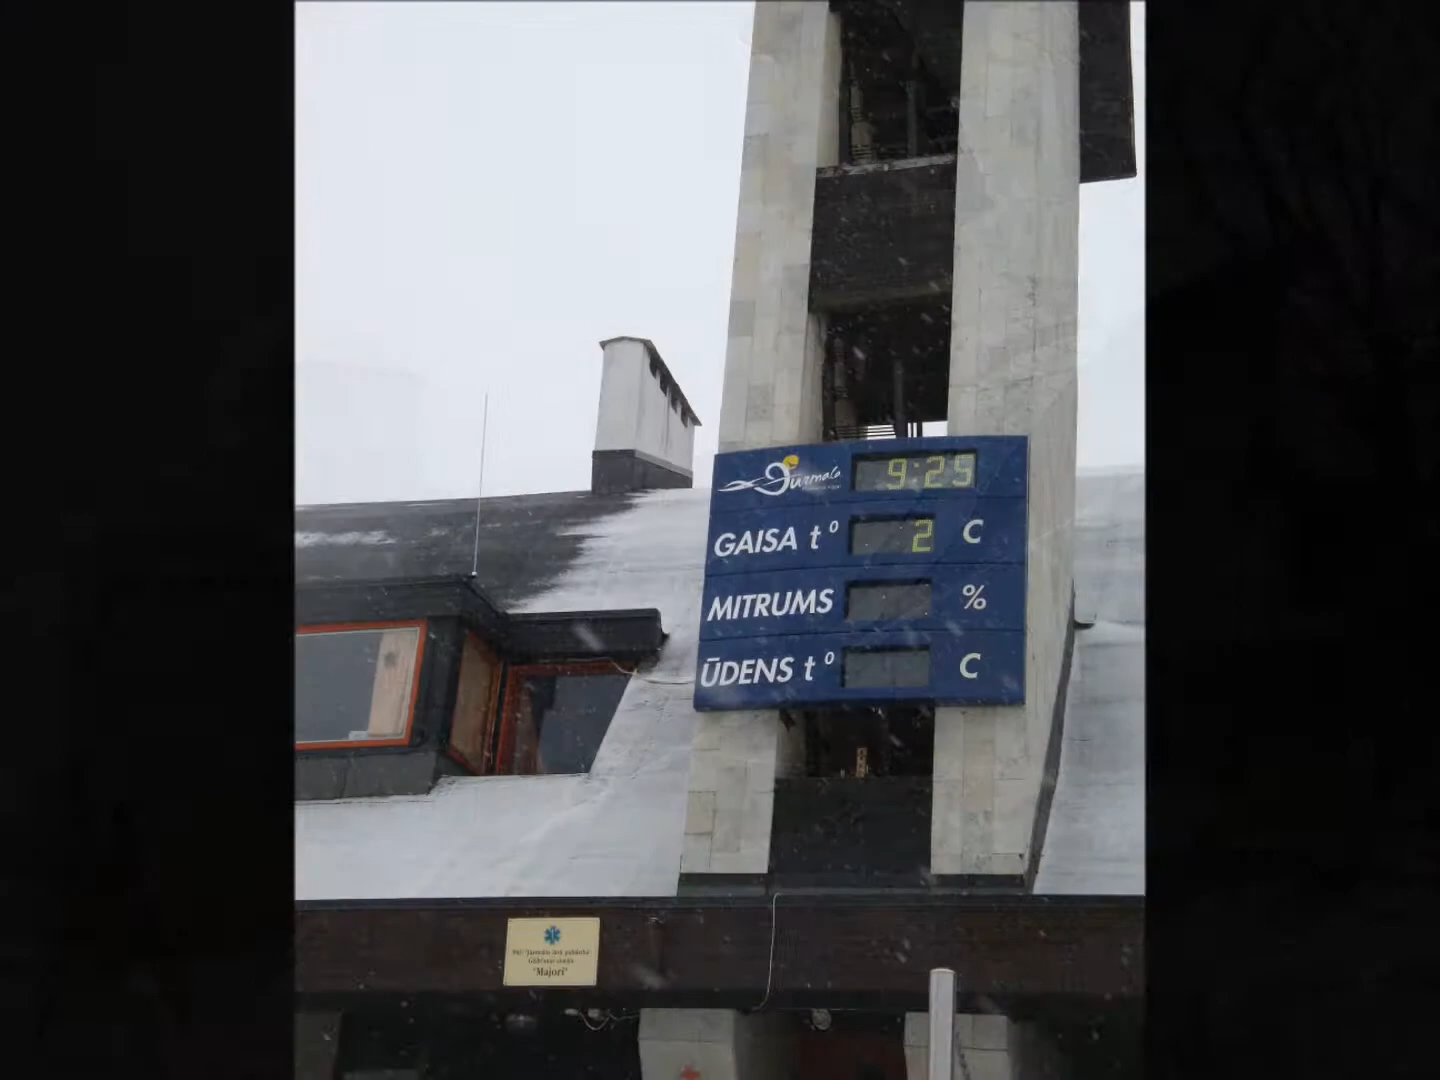 Jūrmala
9:25
GAISA t° 2 C
MITRUMS %
ŪDENS t° C
"Majori"